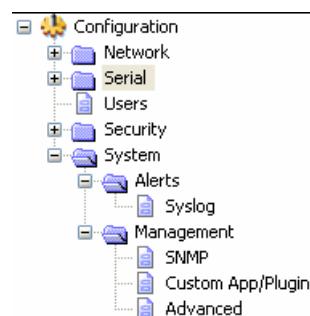 Configuration
Network
Serial
Users
Security
System
Alerts
Syslog
Management
SNMP
Custom App/Plugin
Advanced